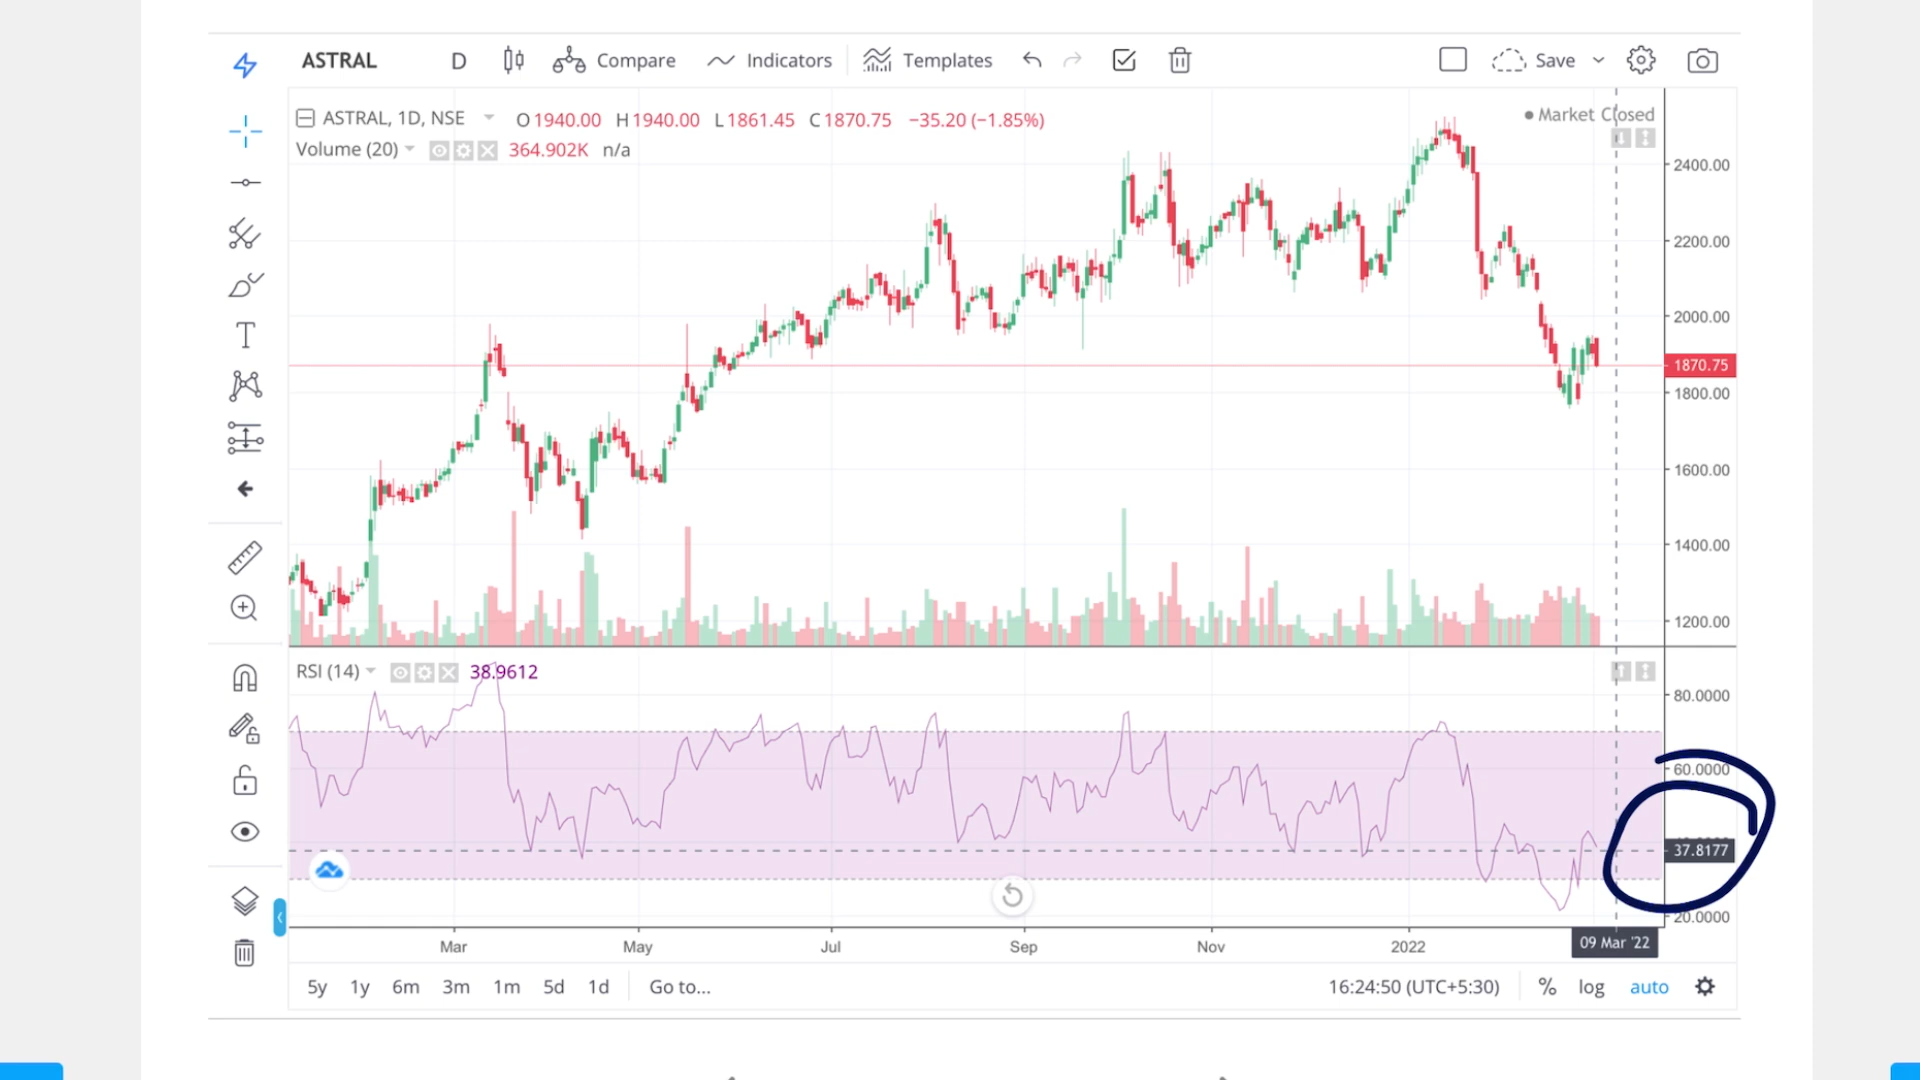 ASTRAL D Compare Indicators Templates Save
ASTRAL, 1D, NSE O1940.00 H1940.00 L1861.45 C1870.75 −35.20 (−1.85%)
Market Closed
Volume (20) 364.902K n/a
2400.00
2200.00
2000.00
1870.75
1800.00
1600.00
1400.00
1200.00
RSI (14) 38.9612
80.0000
60.0000
37.8177
20.0000
Mar May Jul Sep Nov 2022 09 Mar '22
5y 1y 6m 3m 1m 5d 1d Go to... 16:24:50 (UTC+5:30) % log auto